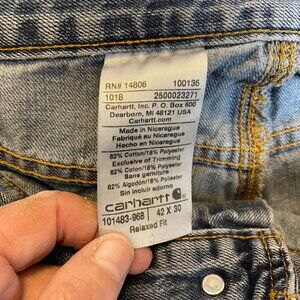 RN# 14806 100135
1018 2500023271
Carhartt, Inc. P.O. Box 600
Dearborn, MI 48121 USA
Carhartt.com
Made in Nicaragua
Fabriqué au Nicaragua
Hecho en Nicaragua
82% Cotton/18% Polyester
Exclusive of Trimming
82% Coton/18% Polyester
Sans garniture
82% Algodon/18% Poliester
Sin incluir adorno
carhartt
101483-968 42 X 30
Relaxed Fit